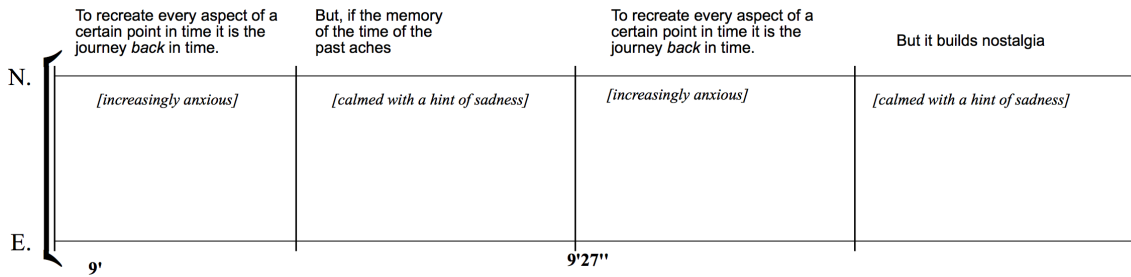 To recreate every aspect of a
certain point in time it is the
journey back in time.
But, if the memory
of the time of the
past aches
To recreate every aspect of a
certain point in time it is the
journey back in time.
But it builds nostalgia
N.
[increasingly anxious]
[calmed with a hint of sadness]
[increasingly anxious]
[calmed with a hint of sadness]
E.
9'
9'27''